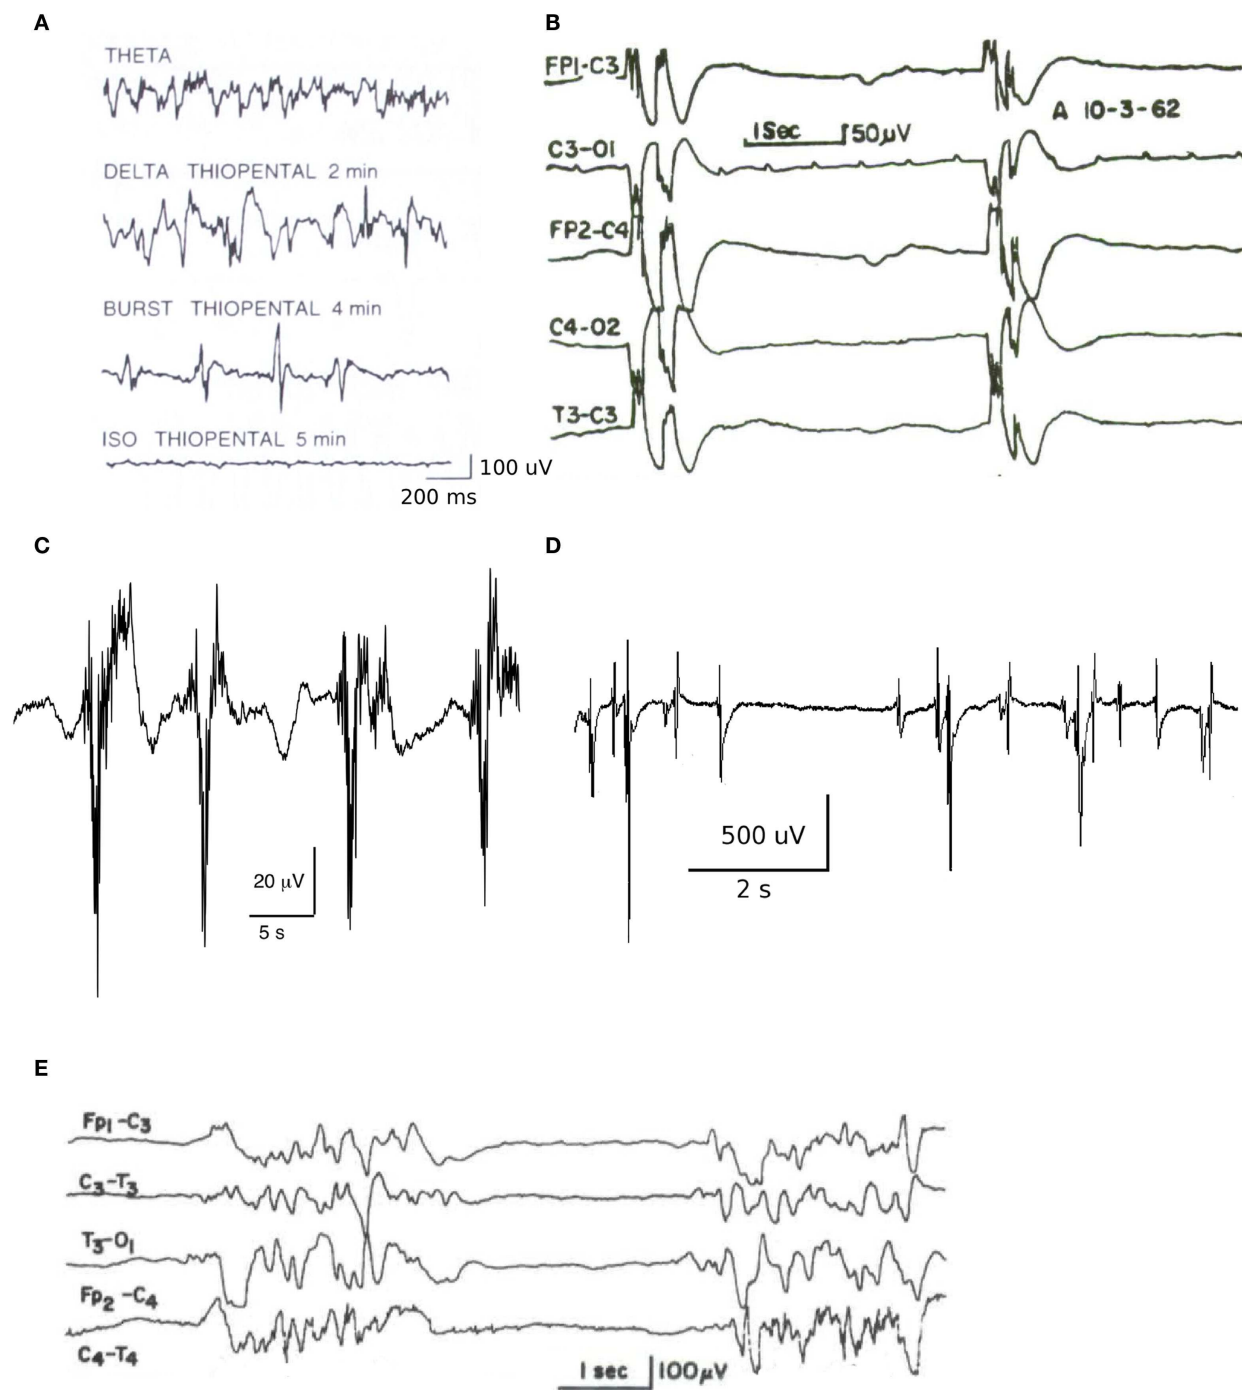 A
THETA
DELTA THIOPENTAL 2 min
BURST THIOPENTAL 4 min
ISO THIOPENTAL 5 min
100 uV
200 ms
B
FP1-C3
A 10-3-62
1 Sec 50μV
C3-O1
FP2-C4
C4-O2
T3-C3
C
20 μV
5 s
D
500 uV
2 s
E
Fp1-C3
C3-T3
T3-O1
Fp2-C4
C4-T4
1 sec 100μV